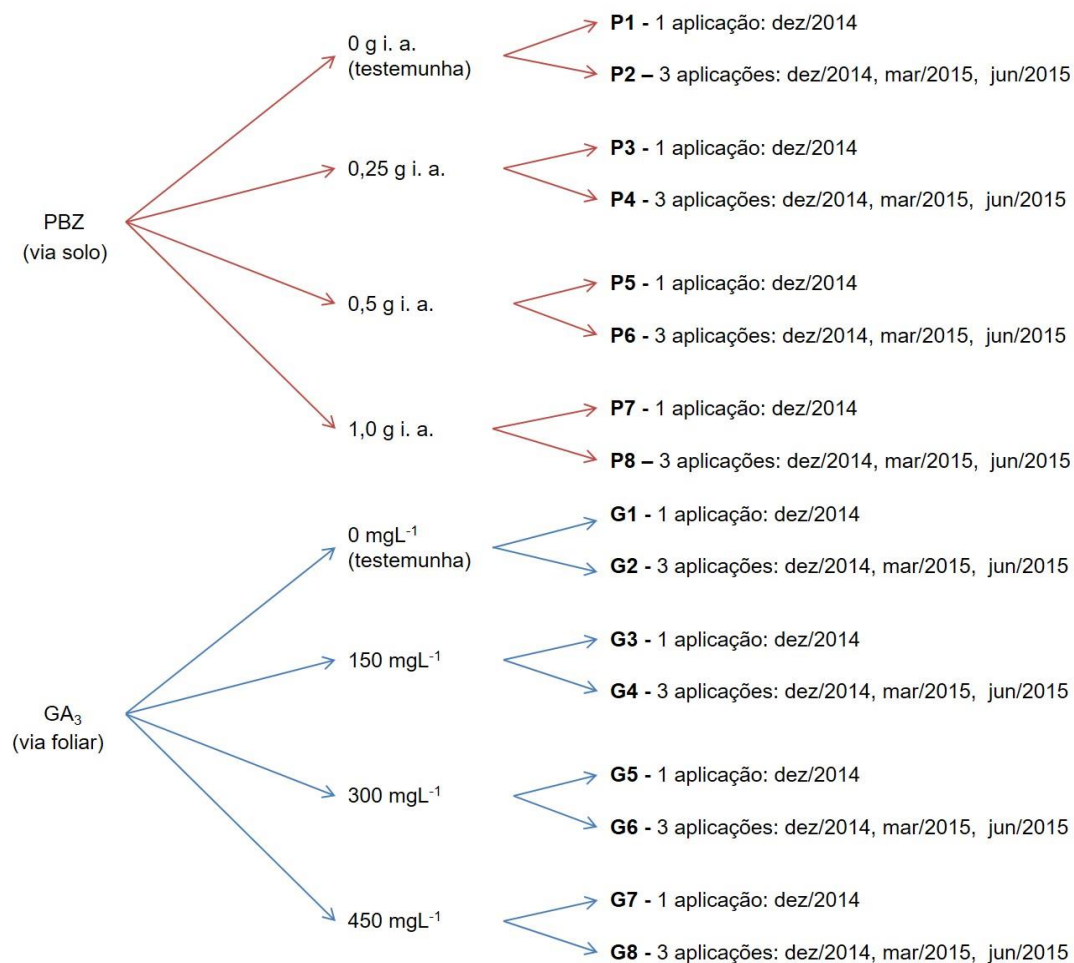 PBZ
(via solo)
0 g i. a.
(testemunha)
P1 - 1 aplicação: dez/2014
P2 – 3 aplicações: dez/2014, mar/2015, jun/2015
0,25 g i. a.
P3 - 1 aplicação: dez/2014
P4 - 3 aplicações: dez/2014, mar/2015, jun/2015
0,5 g i. a.
P5 - 1 aplicação: dez/2014
P6 - 3 aplicações: dez/2014, mar/2015, jun/2015
1,0 g i. a.
P7 - 1 aplicação: dez/2014
P8 – 3 aplicações: dez/2014, mar/2015, jun/2015
GA₃
(via foliar)
0 mgL⁻¹
(testemunha)
G1 - 1 aplicação: dez/2014
G2 - 3 aplicações: dez/2014, mar/2015, jun/2015
150 mgL⁻¹
G3 - 1 aplicação: dez/2014
G4 - 3 aplicações: dez/2014, mar/2015, jun/2015
300 mgL⁻¹
G5 - 1 aplicação: dez/2014
G6 - 3 aplicações: dez/2014, mar/2015, jun/2015
450 mgL⁻¹
G7 - 1 aplicação: dez/2014
G8 - 3 aplicações: dez/2014, mar/2015, jun/2015